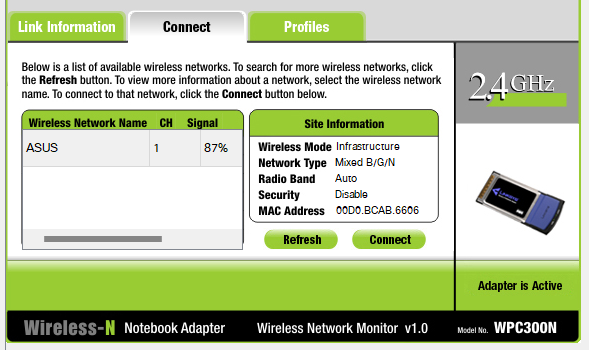 Link Information Connect Profiles
Below is a list of available wireless networks. To search for more wireless networks, click
the Refresh button. To view more information about a network, select the wireless network
name. To connect to that network, click the Connect button below.
2.4GHz
Wireless Network Name CH Signal
ASUS 1 87%
Site Information
Wireless Mode Infrastructure
Network Type Mixed B/G/N
Radio Band Auto
Security Disable
MAC Address 00D0.BCAB.6606
Refresh Connect
Adapter is Active
Wireless-N Notebook Adapter Wireless Network Monitor v1.0 Model No. WPC300N